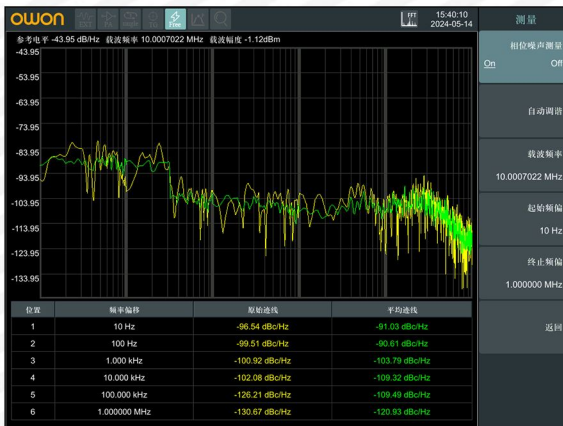 OWON
Free
FFT
15:40:10
2024-05-14
测量
参考电平 -43.95 dB/Hz 载波频率 10.0007022 MHz 载波幅度 -1.12dBm
-43.95
-53.95
-63.95
-73.95
-83.95
-93.95
-103.95
-113.95
-123.95
-133.95
相位噪声测量
On Off
自动调谐
载波频率
10.0007022 MHz
起始频偏
10 Hz
终止频偏
1.000000 MHz
返回
位置 频率偏移 原始迹线 平均迹线
1 10 Hz -96.54 dBc/Hz -91.03 dBc/Hz
2 100 Hz -99.51 dBc/Hz -90.61 dBc/Hz
3 1.000 kHz -100.92 dBc/Hz -103.79 dBc/Hz
4 10.000 kHz -102.08 dBc/Hz -109.32 dBc/Hz
5 100.000 kHz -126.21 dBc/Hz -109.49 dBc/Hz
6 1.000000 MHz -130.67 dBc/Hz -120.93 dBc/Hz